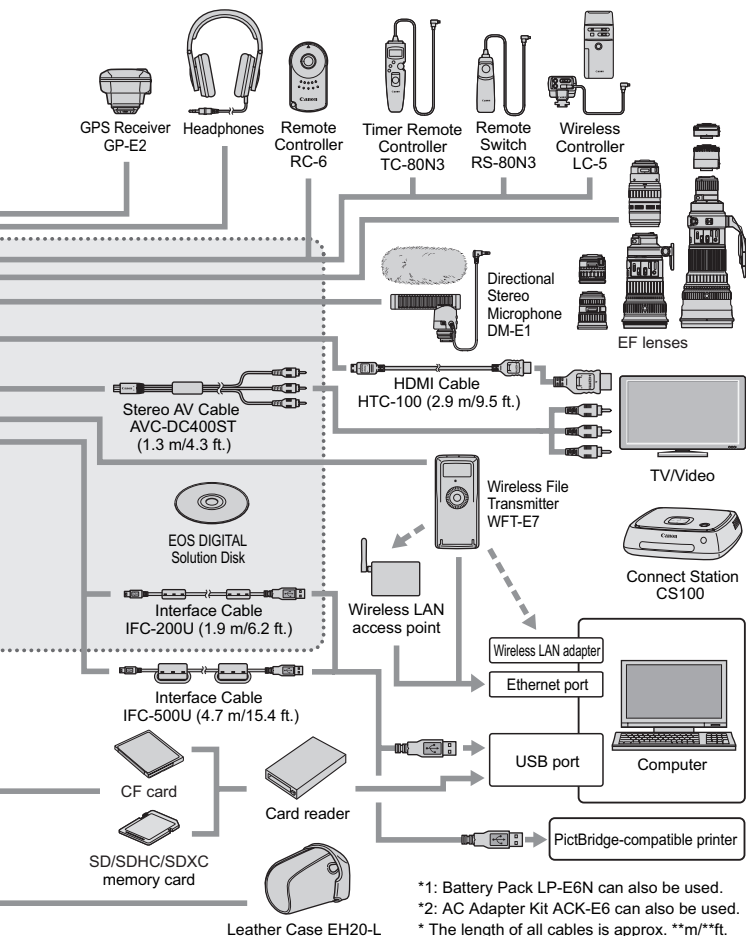 GPS Receiver
GP-E2
Headphones
Remote
Controller
RC-6
Canon
Timer Remote
Controller
TC-80N3
Remote
Switch
RS-80N3
Wireless
Controller
LC-5
Directional
Stereo
Microphone
DM-E1
EF lenses
HDMI Cable
HTC-100 (2.9 m/9.5 ft.)
Stereo AV Cable
AVC-DC400ST
(1.3 m/4.3 ft.)
TV/Video
EOS DIGITAL
Solution Disk
Wireless File
Transmitter
WFT-E7
Canon
Connect Station
CS100
Wireless LAN
access point
Interface Cable
IFC-200U (1.9 m/6.2 ft.)
Wireless LAN adapter
Ethernet port
Interface Cable
IFC-500U (4.7 m/15.4 ft.)
USB port
Computer
CF card
Card reader
SD/SDHC/SDXC
memory card
PictBridge-compatible printer
Leather Case EH20-L
*1: Battery Pack LP-E6N can also be used.
*2: AC Adapter Kit ACK-E6 can also be used.
* The length of all cables is approx. **m/**ft.